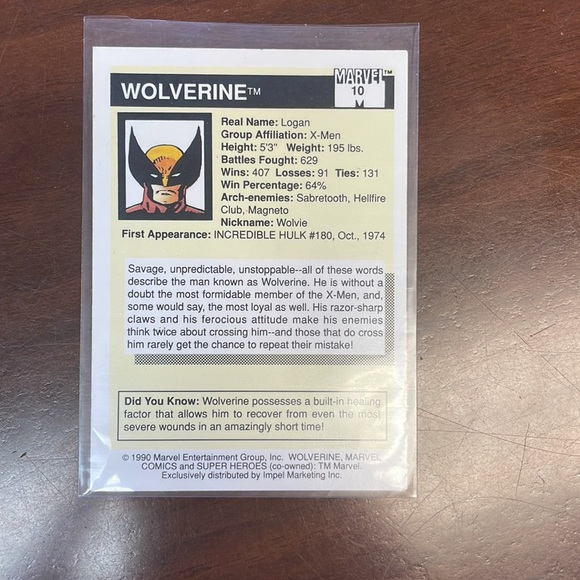 WOLVERINE™
MARVEL™
10
Real Name: Logan
Group Affiliation: X-Men
Height: 5'3" Weight: 195 lbs.
Battles Fought: 629
Wins: 407 Losses: 91 Ties: 131
Win Percentage: 64%
Arch-enemies: Sabretooth, Hellfire
Club, Magneto
Nickname: Wolvie
First Appearance: INCREDIBLE HULK #180, Oct., 1974
Savage, unpredictable, unstoppable--all of these words
describe the man known as Wolverine. He is without a
doubt the most formidable member of the X-Men, and,
some would say, the most loyal as well. His razor-sharp
claws and his ferocious attitude make his enemies
think twice about crossing him--and those that do cross
him rarely get the chance to repeat their mistake!
Did You Know: Wolverine possesses a built-in healing
factor that allows him to recover from even the most
severe wounds in an amazingly short time!
© 1990 Marvel Entertainment Group, Inc. WOLVERINE, MARVEL
COMICS and SUPER HEROES (co-owned): TM Marvel.
Exclusively distributed by Impel Marketing Inc.